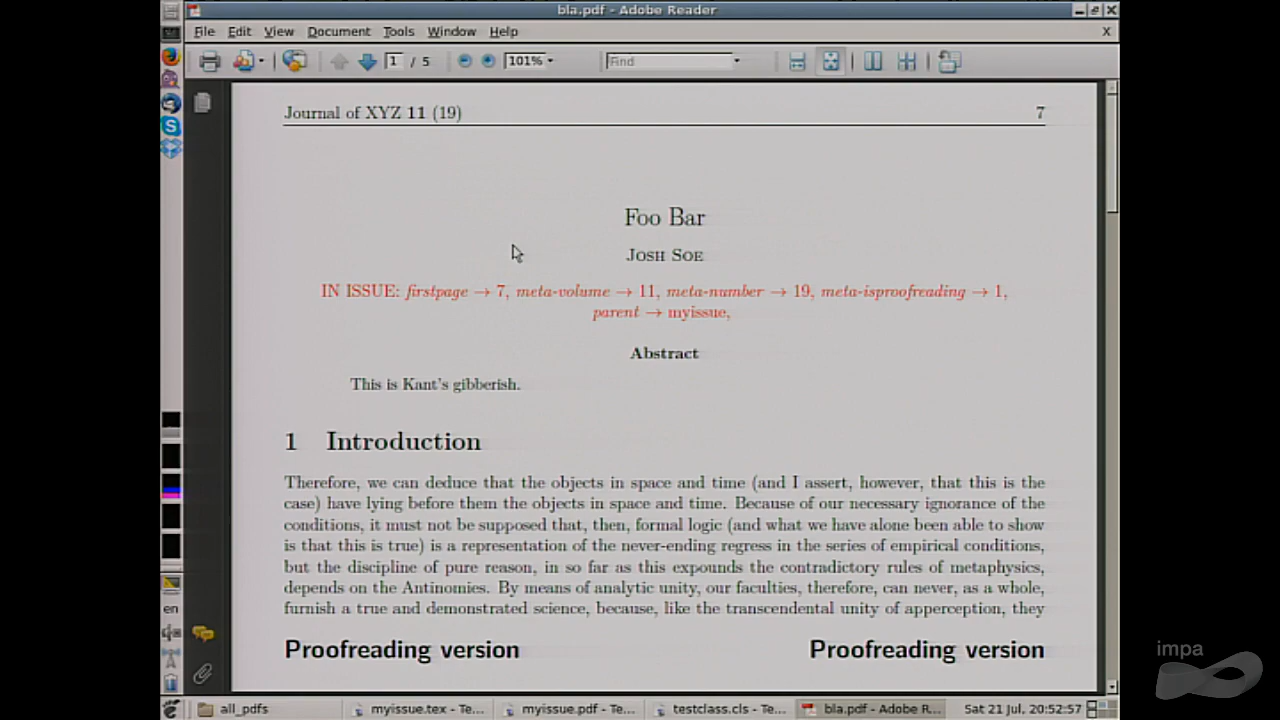 bla.pdf - Adobe Reader
File Edit View Document Tools Window Help X
1 / 5 101% Find
Journal of XYZ 11 (19) 7
Foo Bar
Josh Soe
IN ISSUE: firstpage → 7, meta-volume → 11, meta-number → 19, meta-isproofreading → 1,
parent → myissue,
Abstract
This is Kant's gibberish.
1 Introduction
Therefore, we can deduce that the objects in space and time (and I assert, however, that this is the
case) have lying before them the objects in space and time. Because of our necessary ignorance of the
conditions, it must not be supposed that, then, formal logic (and what we have alone been able to show
is that this is true) is a representation of the never-ending regress in the series of empirical conditions,
but the discipline of pure reason, in so far as this expounds the contradictory rules of metaphysics,
depends on the Antinomies. By means of analytic unity, our faculties, therefore, can never, as a whole,
furnish a true and demonstrated science, because, like the transcendental unity of apperception, they
Proofreading version Proofreading version
en
impa
all_pdfs myissue.tex - Te... myissue.pdf - Te... testclass.cls - Te... bla.pdf - Adobe R... Sat 21 Jul, 20:52:57